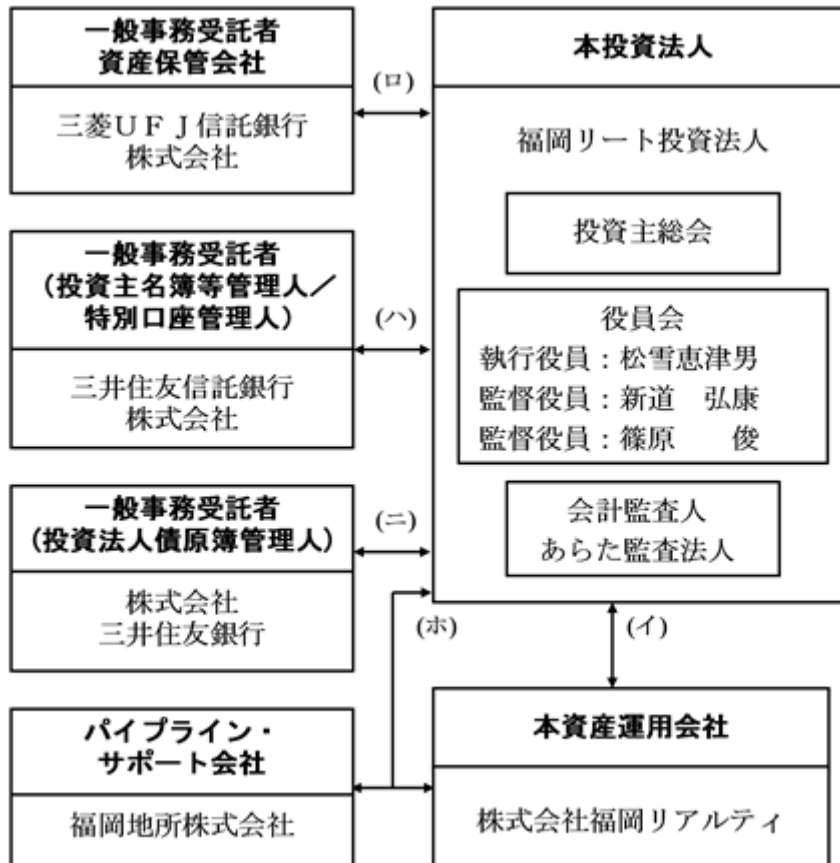 一般事務受託者
資産保管会社
三菱ＵＦＪ信託銀行
株式会社
(ロ)
一般事務受託者
(投資主名簿等管理人／
特別口座管理人)
三井住友信託銀行
株式会社
(ハ)
一般事務受託者
(投資法人債原簿管理人)
株式会社
三井住友銀行
(ニ)
パイプライン・
サポート会社
福岡地所株式会社
(ホ)
本投資法人
福岡リート投資法人
投資主総会
役員会
執行役員：松雪恵津男
監督役員：新道　弘康
監督役員：篠原　　俊
会計監査人
あらた監査法人
(イ)
本資産運用会社
株式会社福岡リアルティ